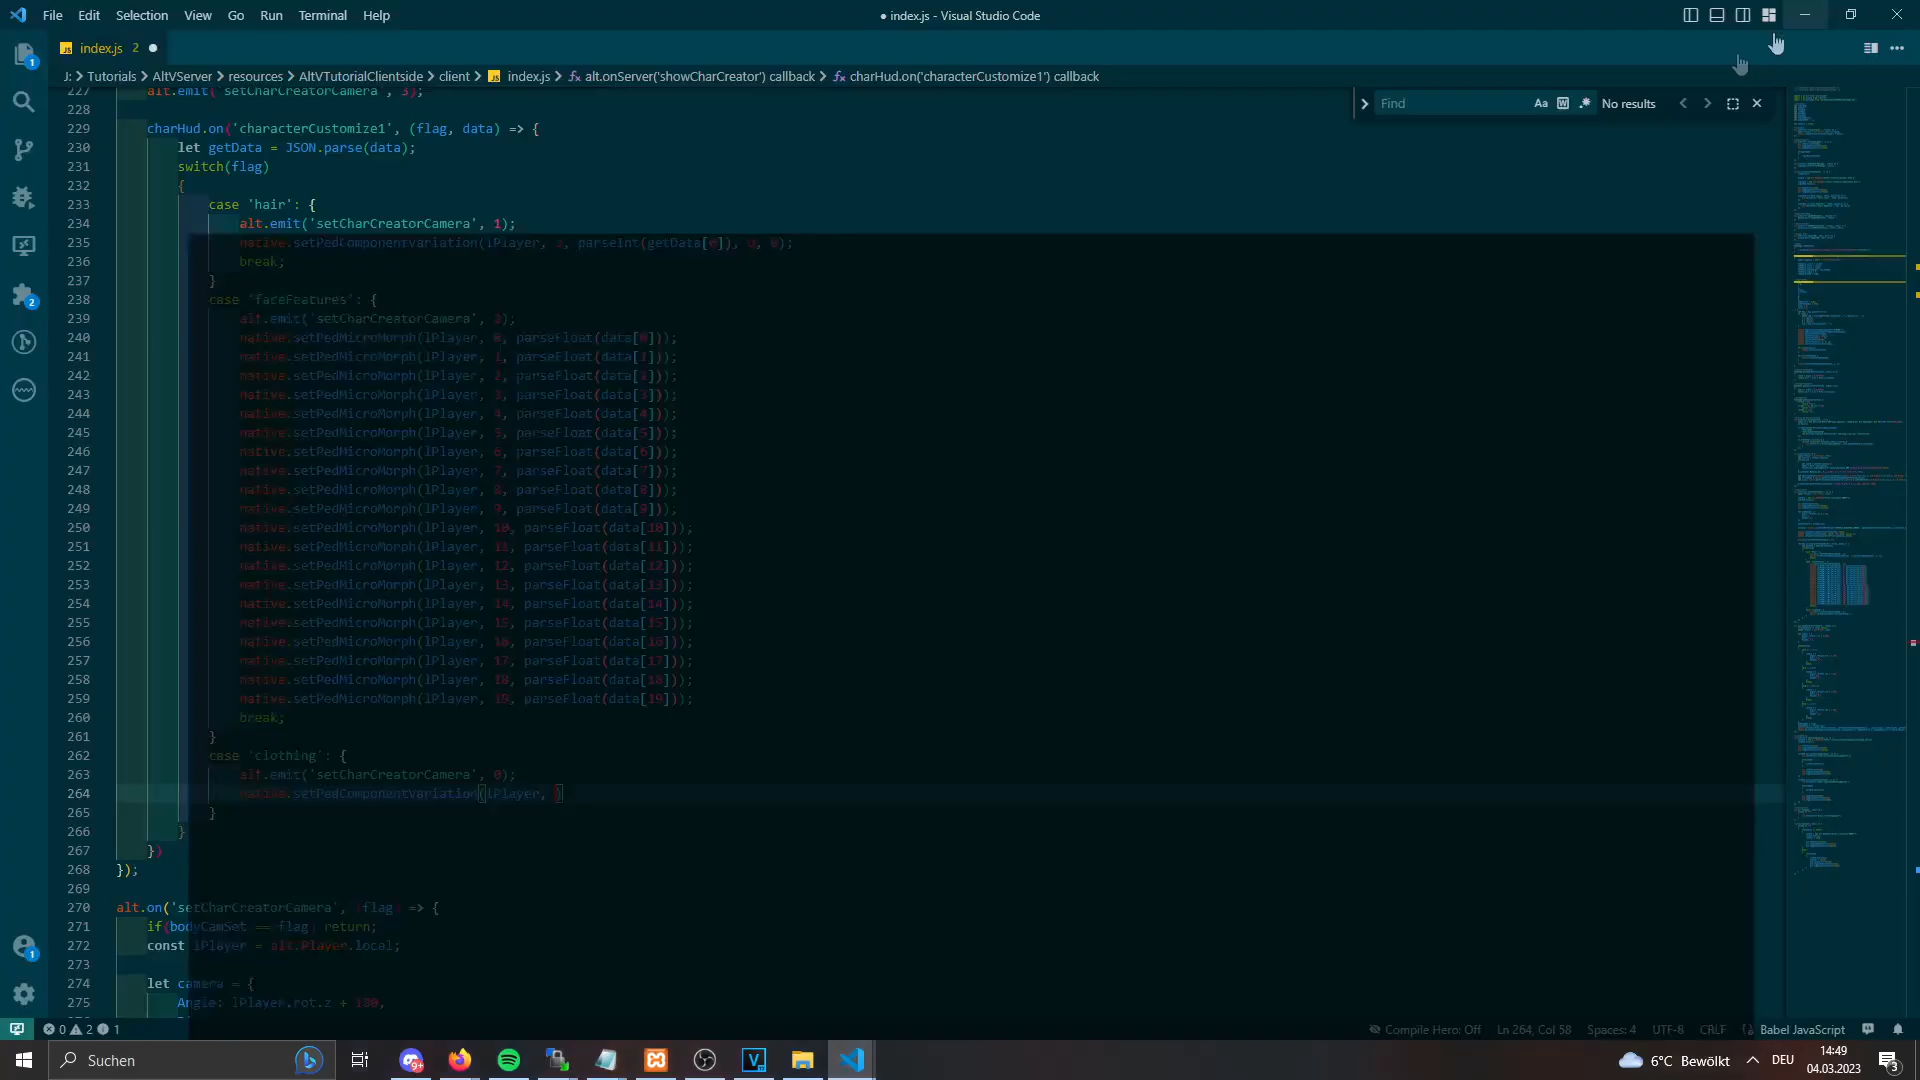 File Edit Selection View Go Run Terminal Help
● index.js - Visual Studio Code
index.js 2
J: > Tutorials > AltVServer > resources > AltVTutorialClientside > client > index.js > alt.onServer('showCharCreator') callback > charHud.on('characterCustomize1') callback
Find Aa No results
227 alt.emit('setCharCreatorCamera', 3);
228
229 charHud.on('characterCustomize1', (flag, data) => {
230 let getData = JSON.parse(data);
231 switch(flag)
232 {
233 case 'hair': {
234 alt.emit('setCharCreatorCamera', 1);
235 native.setPedComponentVariation(lPlayer, parseInt(getData[0]), 0, 0);
236 break;
237 }
238 case 'faceFeatures': {
239 alt.emit('setCharCreatorCamera', );
240 native.setPedMicroMorph(lPlayer, 0, parseFloat(data[0]));
241 native.setPedMicroMorph(lPlayer, 1, parseFloat(data[1]));
242 native.setPedMicroMorph(lPlayer, 2, parseFloat(data[2]));
243 native.setPedMicroMorph(lPlayer, 3, parseFloat(data[3]));
244 native.setPedMicroMorph(lPlayer, 4, parseFloat(data[4]));
245 native.setPedMicroMorph(lPlayer, 5, parseFloat(data[5]));
246 native.setPedMicroMorph(lPlayer, 6, parseFloat(data[6]));
247 native.setPedMicroMorph(lPlayer, 7, parseFloat(data[7]));
248 native.setPedMicroMorph(lPlayer, 8, parseFloat(data[8]));
249 native.setPedMicroMorph(lPlayer, 9, parseFloat(data[9]));
250 native.setPedMicroMorph(lPlayer, 10, parseFloat(data[10]));
251 native.setPedMicroMorph(lPlayer, 11, parseFloat(data[11]));
252 native.setPedMicroMorph(lPlayer, 12, parseFloat(data[12]));
253 native.setPedMicroMorph(lPlayer, 13, parseFloat(data[13]));
254 native.setPedMicroMorph(lPlayer, 14, parseFloat(data[14]));
255 native.setPedMicroMorph(lPlayer, 15, parseFloat(data[15]));
256 native.setPedMicroMorph(lPlayer, 16, parseFloat(data[16]));
257 native.setPedMicroMorph(lPlayer, 17, parseFloat(data[17]));
258 native.setPedMicroMorph(lPlayer, 18, parseFloat(data[18]));
259 native.setPedMicroMorph(lPlayer, 19, parseFloat(data[19]));
260 break;
261 }
262 case 'clothing': {
263 alt.emit('setCharCreatorCamera', 0);
264 native.setPedComponentVariation(lPlayer, )
265 }
266 }
267 })
268 });
269
270 alt.on('setCharCreatorCamera', (flag) => {
271 if(bodyCamSet == flag) return;
272 const lPlayer = alt.Player.local;
273
274 let camera = {
275 Angle: lPlayer.rot.z + 180,
0 2 1
Compile Hero: Off Ln 264, Col 58 Spaces: 4 UTF-8 CRLF Babel JavaScript
Suchen
9+
6°C Bewölkt DEU
14:49
04.03.2023
3